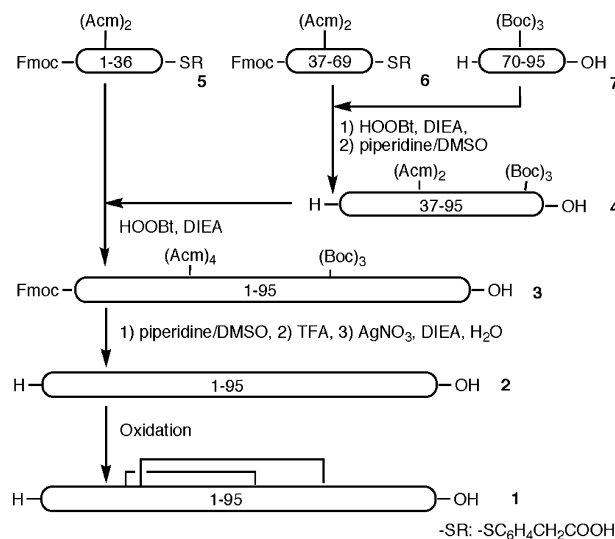 (Acm)2 (Acm)2 (Boc)3
Fmoc 1-36 SR 5 Fmoc 37-69 SR 6 H 70-95 OH 7
1) HOOBt, DIEA,
2) piperidine/DMSO
(Acm)2 (Boc)3
H 37-95 OH 4
HOOBt, DIEA
(Acm)4 (Boc)3
Fmoc 1-95 OH 3
1) piperidine/DMSO, 2) TFA, 3) AgNO3, DIEA, H2O
H 1-95 OH 2
Oxidation
H 1-95 OH 1
-SR: -SC6H4CH2COOH